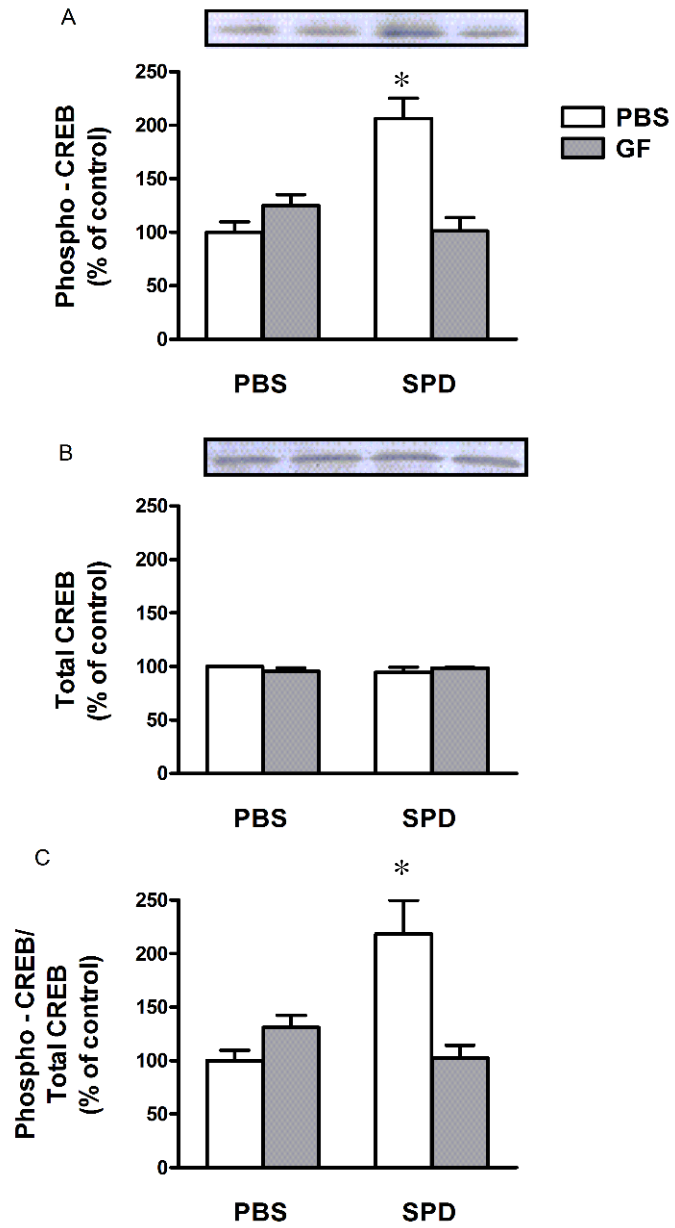 A
Phospho - CREB
(% of control)
250
200
150
100
50
0
*
PBS
GF
PBS SPD
B
Total CREB
(% of control)
250
200
150
100
50
0
PBS SPD
C
Phospho - CREB/
Total CREB
(% of control)
250
200
150
100
50
0
*
PBS SPD